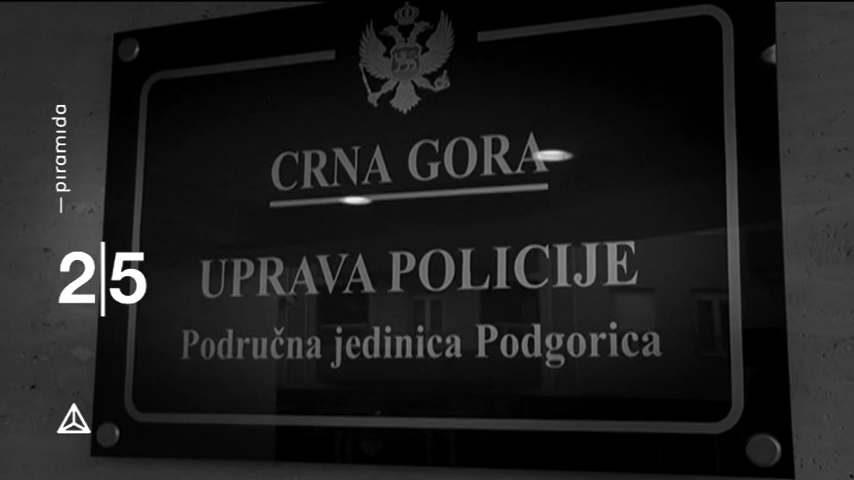 — piramida
2|5
CRNA GORA
UPRAVA POLICIJE
Područna jedinica Podgorica